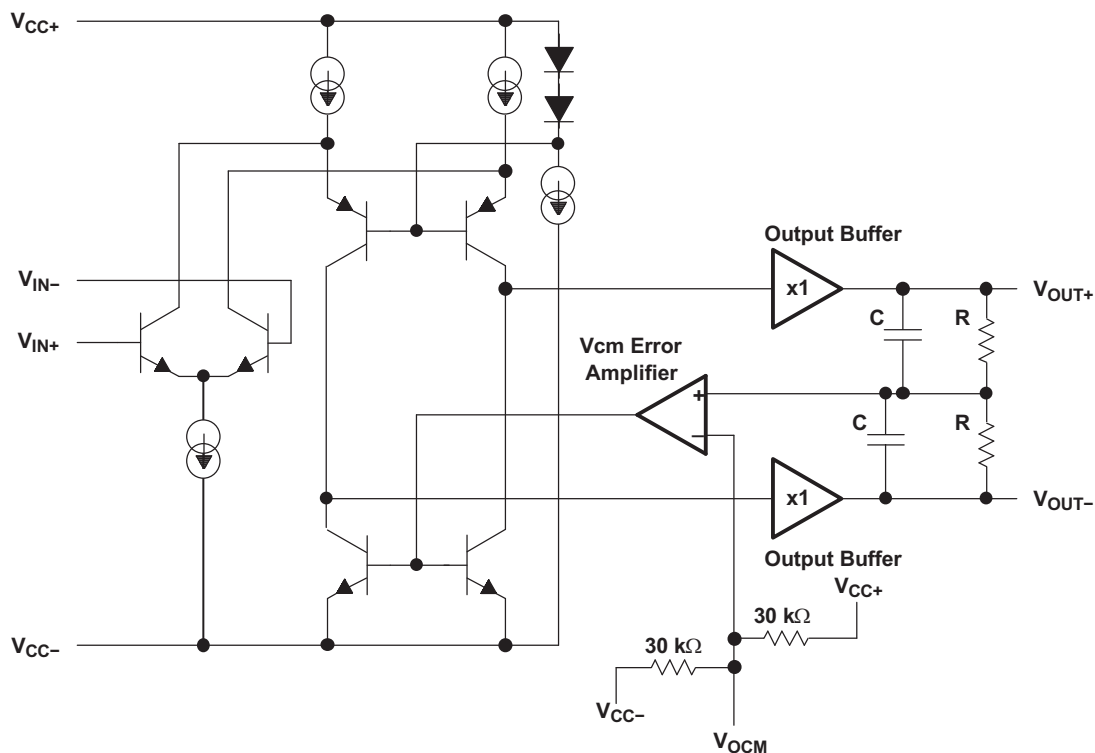 VCC+
Output Buffer
VIN−
x1
VOUT+
C
R
VIN+
Vcm Error
Amplifier
+
C
R
−
x1
VOUT−
Output Buffer
VCC+
30 kΩ
VCC−
30 kΩ
VCC−
VOCM